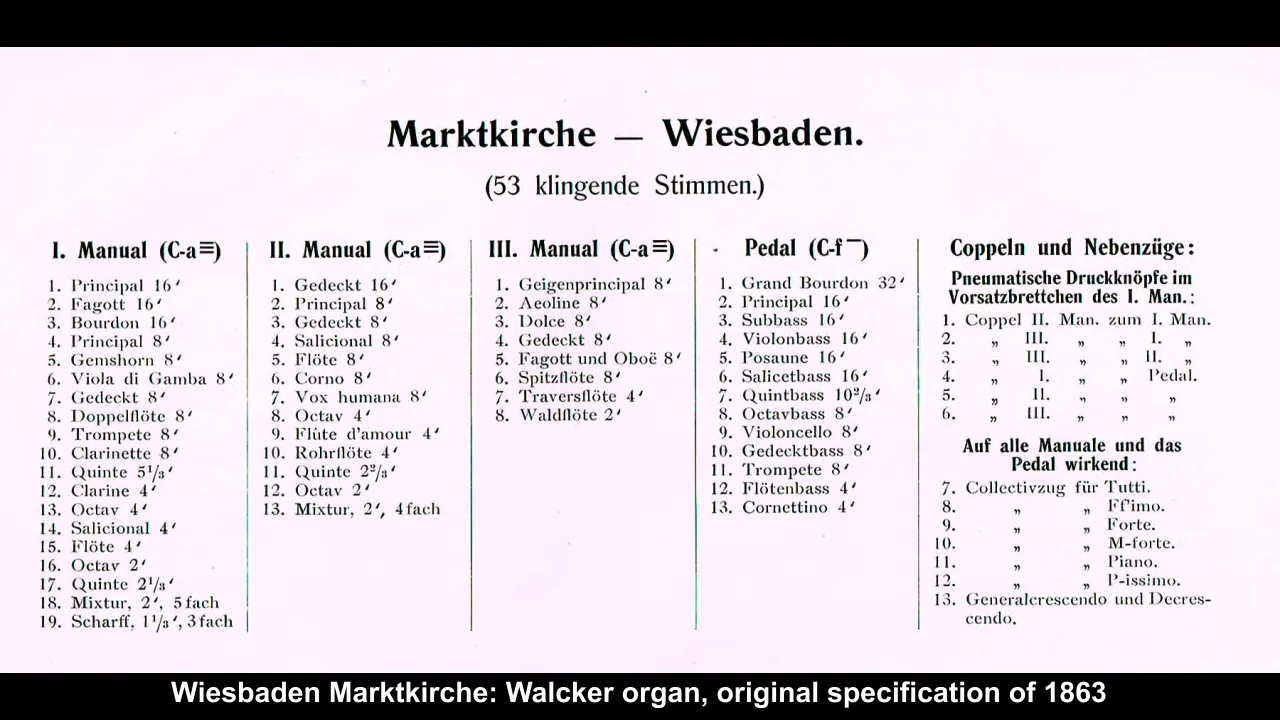 Marktkirche — Wiesbaden.
(53 klingende Stimmen.)
I. Manual (C-a≡)
1. Principal 16′
2. Fagott 16′
3. Bourdon 16′
4. Principal 8′
5. Gemshorn 8′
6. Viola di Gamba 8′
7. Gedeckt 8′
8. Doppelflöte 8′
9. Trompete 8′
10. Clarinette 8′
11. Quinte 5¹/₃′
12. Clarine 4′
13. Octav 4′
14. Salicional 4′
15. Flöte 4′
16. Octav 2′
17. Quinte 2¹/₃′
18. Mixtur, 2′, 5 fach
19. Scharff, 1¹/₃′, 3 fach
II. Manual (C-a≡)
1. Gedeckt 16′
2. Principal 8′
3. Gedeckt 8′
4. Salicional 8′
5. Flöte 8′
6. Corno 8′
7. Vox humana 8′
8. Octav 4′
9. Flûte d'amour 4′
10. Rohrflöte 4′
11. Quinte 2²/₃′
12. Octav 2′
13. Mixtur, 2′, 4 fach
III. Manual (C-a≡)
1. Geigenprincipal 8′
2. Aeoline 8′
3. Dolce 8′
4. Gedeckt 8′
5. Fagott und Oboë 8′
6. Spitzflöte 8′
7. Traversflöte 4′
8. Waldflöte 2′
Pedal (C-f—)
1. Grand Bourdon 32′
2. Principal 16′
3. Subbass 16′
4. Violonbass 16′
5. Posaune 16′
6. Salicetbass 16′
7. Quintbass 10²/₃′
8. Octavbass 8′
9. Violoncello 8′
10. Gedecktbass 8′
11. Trompete 8′
12. Flötenbass 4′
13. Cornettino 4′
Coppeln und Nebenzüge:
Pneumatische Druckknöpfe im
Vorsatzbrettchen des I. Man.:
1. Coppel II. Man. zum I. Man.
2. „ III. „ „ I. „
3. „ III. „ „ II. „
4. „ I. „ „ Pedal.
5. „ II. „ „ „
6. „ III. „ „ „
Auf alle Manuale und das
Pedal wirkend:
7. Collectivzug für Tutti.
8. „ „ Ff'imo.
9. „ „ Forte.
10. „ „ M-forte.
11. „ „ Piano.
12. „ „ P-issimo.
13. Generalcrescendo und Decres-
cendo.
Wiesbaden Marktkirche: Walcker organ, original specification of 1863